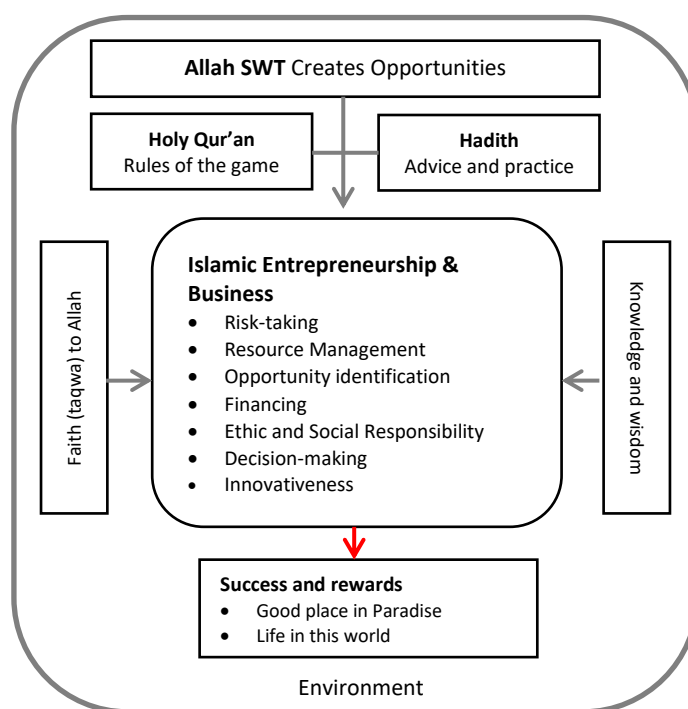 Allah SWT Creates Opportunities
Holy Qur’an
Rules of the game
Hadith
Advice and practice
Faith (taqwa) to Allah
Islamic Entrepreneurship &
Business
• Risk-taking
• Resource Management
• Opportunity identification
• Financing
• Ethic and Social Responsibility
• Decision-making
• Innovativeness
Knowledge and wisdom
Success and rewards
• Good place in Paradise
• Life in this world
Environment